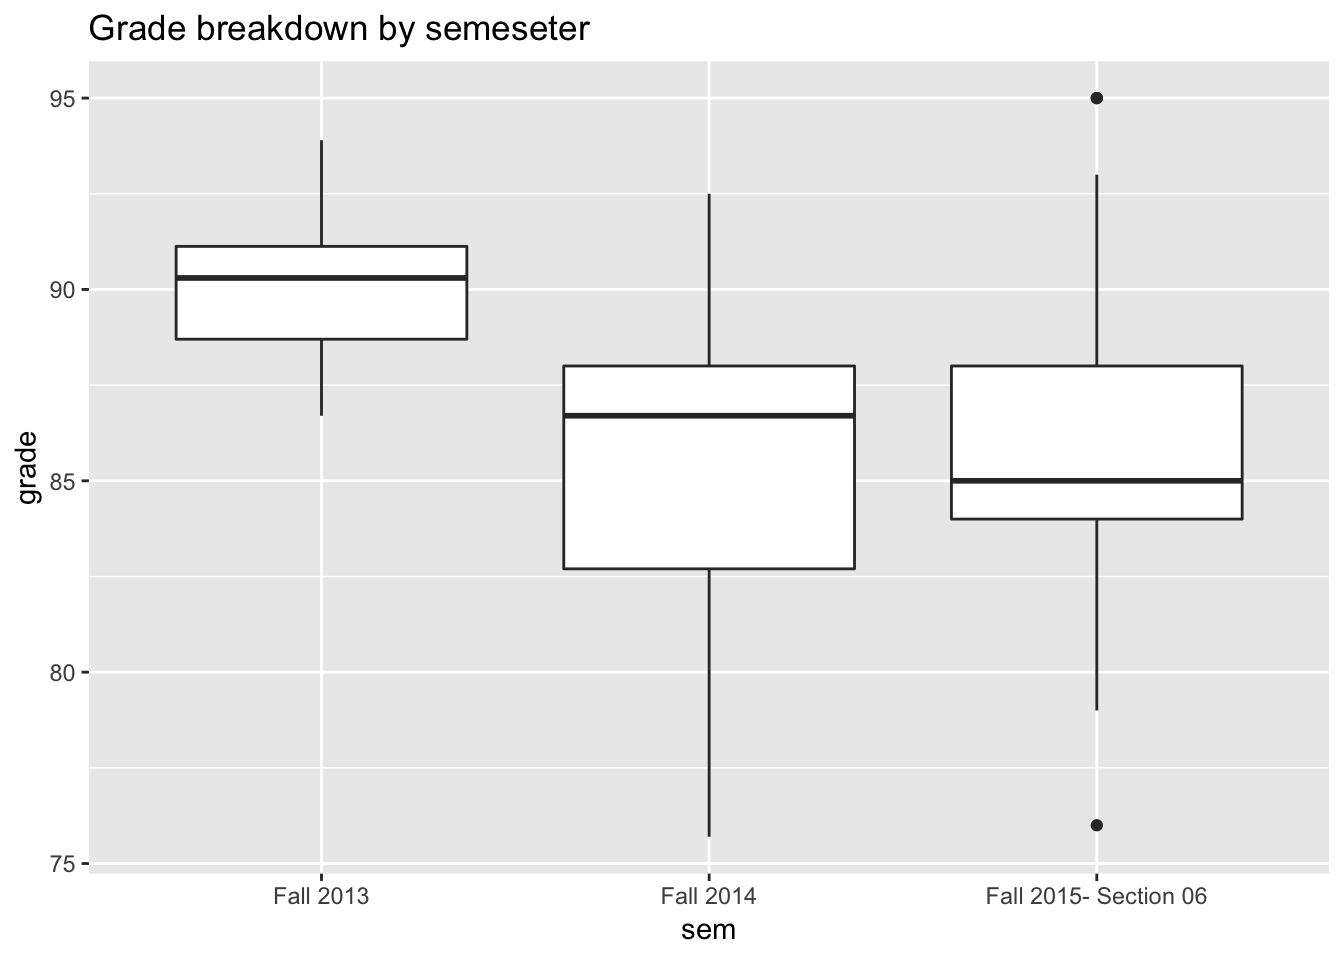 Grade breakdown by semeseter
95
90
85
80
75
grade
Fall 2013
Fall 2014
Fall 2015- Section 06
sem